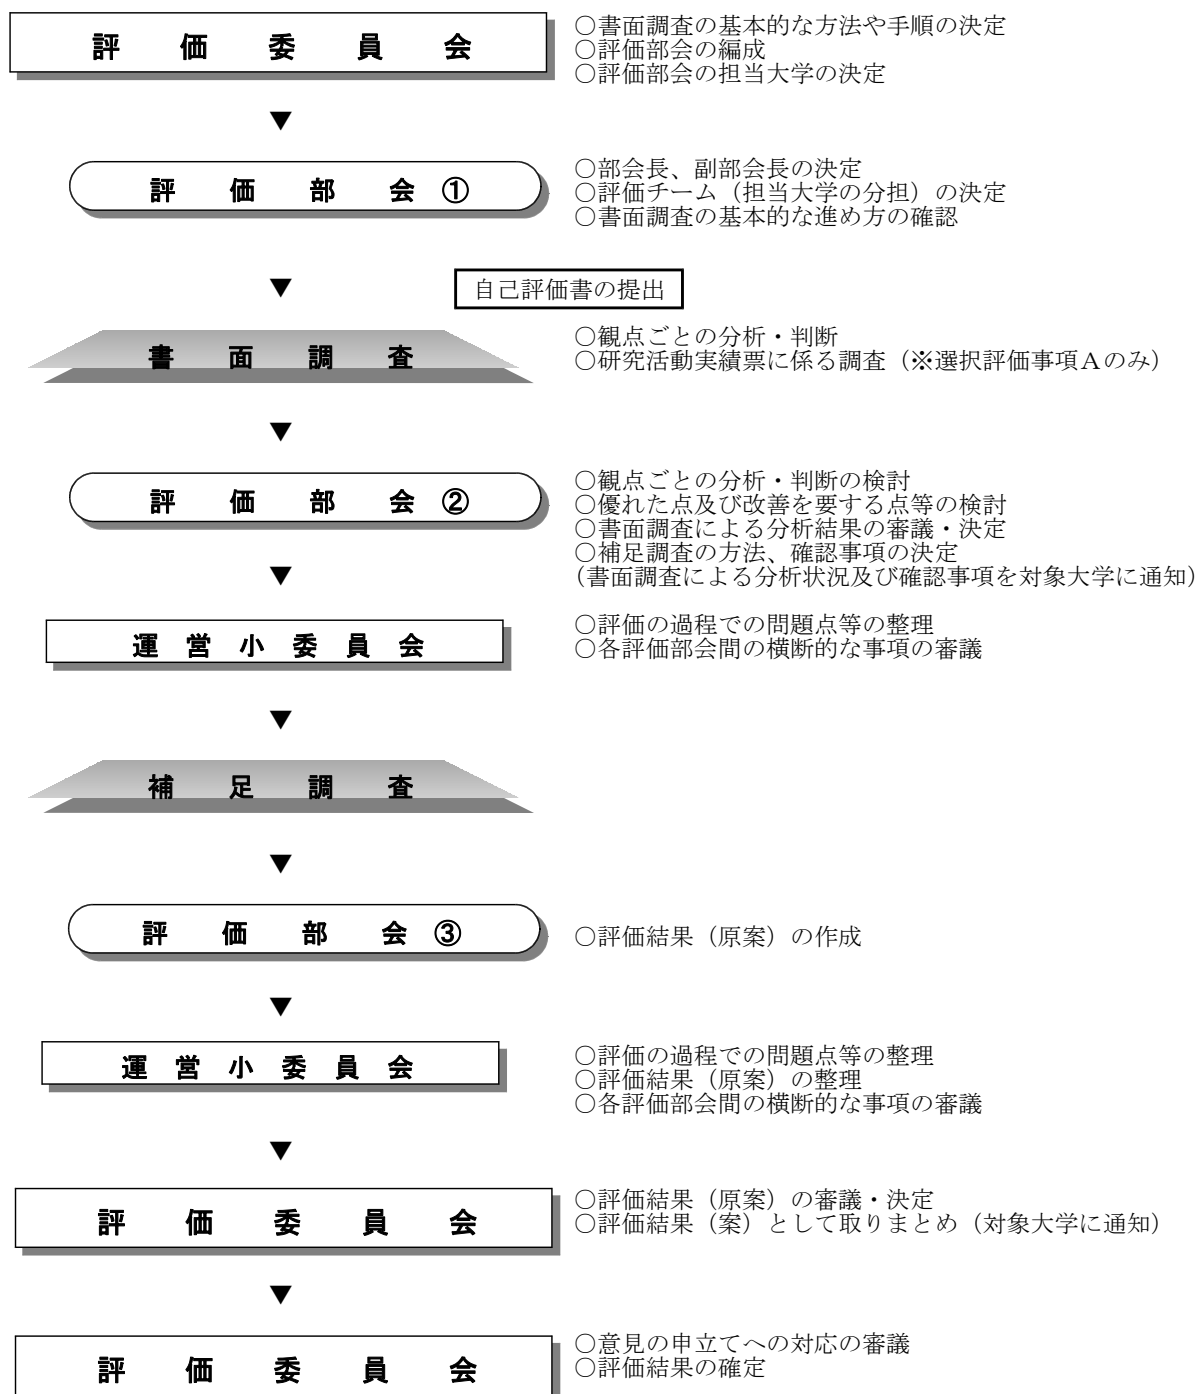 評価委員会
○書面調査の基本的な方法や手順の決定
○評価部会の編成
○評価部会の担当大学の決定
▼
評価部会①
○部会長、副部会長の決定
○評価チーム（担当大学の分担）の決定
○書面調査の基本的な進め方の確認
▼
自己評価書の提出
書面調査
○観点ごとの分析・判断
○研究活動実績票に係る調査（※選択評価事項Aのみ）
▼
評価部会②
○観点ごとの分析・判断の検討
○優れた点及び改善を要する点等の検討
○書面調査による分析結果の審議・決定
○補足調査の方法、確認事項の決定
（書面調査による分析状況及び確認事項を対象大学に通知）
▼
運営小委員会
○評価の過程での問題点等の整理
○各評価部会間の横断的な事項の審議
▼
補足調査
▼
評価部会③
○評価結果（原案）の作成
▼
運営小委員会
○評価の過程での問題点等の整理
○評価結果（原案）の整理
○各評価部会間の横断的な事項の審議
▼
評価委員会
○評価結果（原案）の審議・決定
○評価結果（案）として取りまとめ（対象大学に通知）
▼
評価委員会
○意見の申立てへの対応の審議
○評価結果の確定